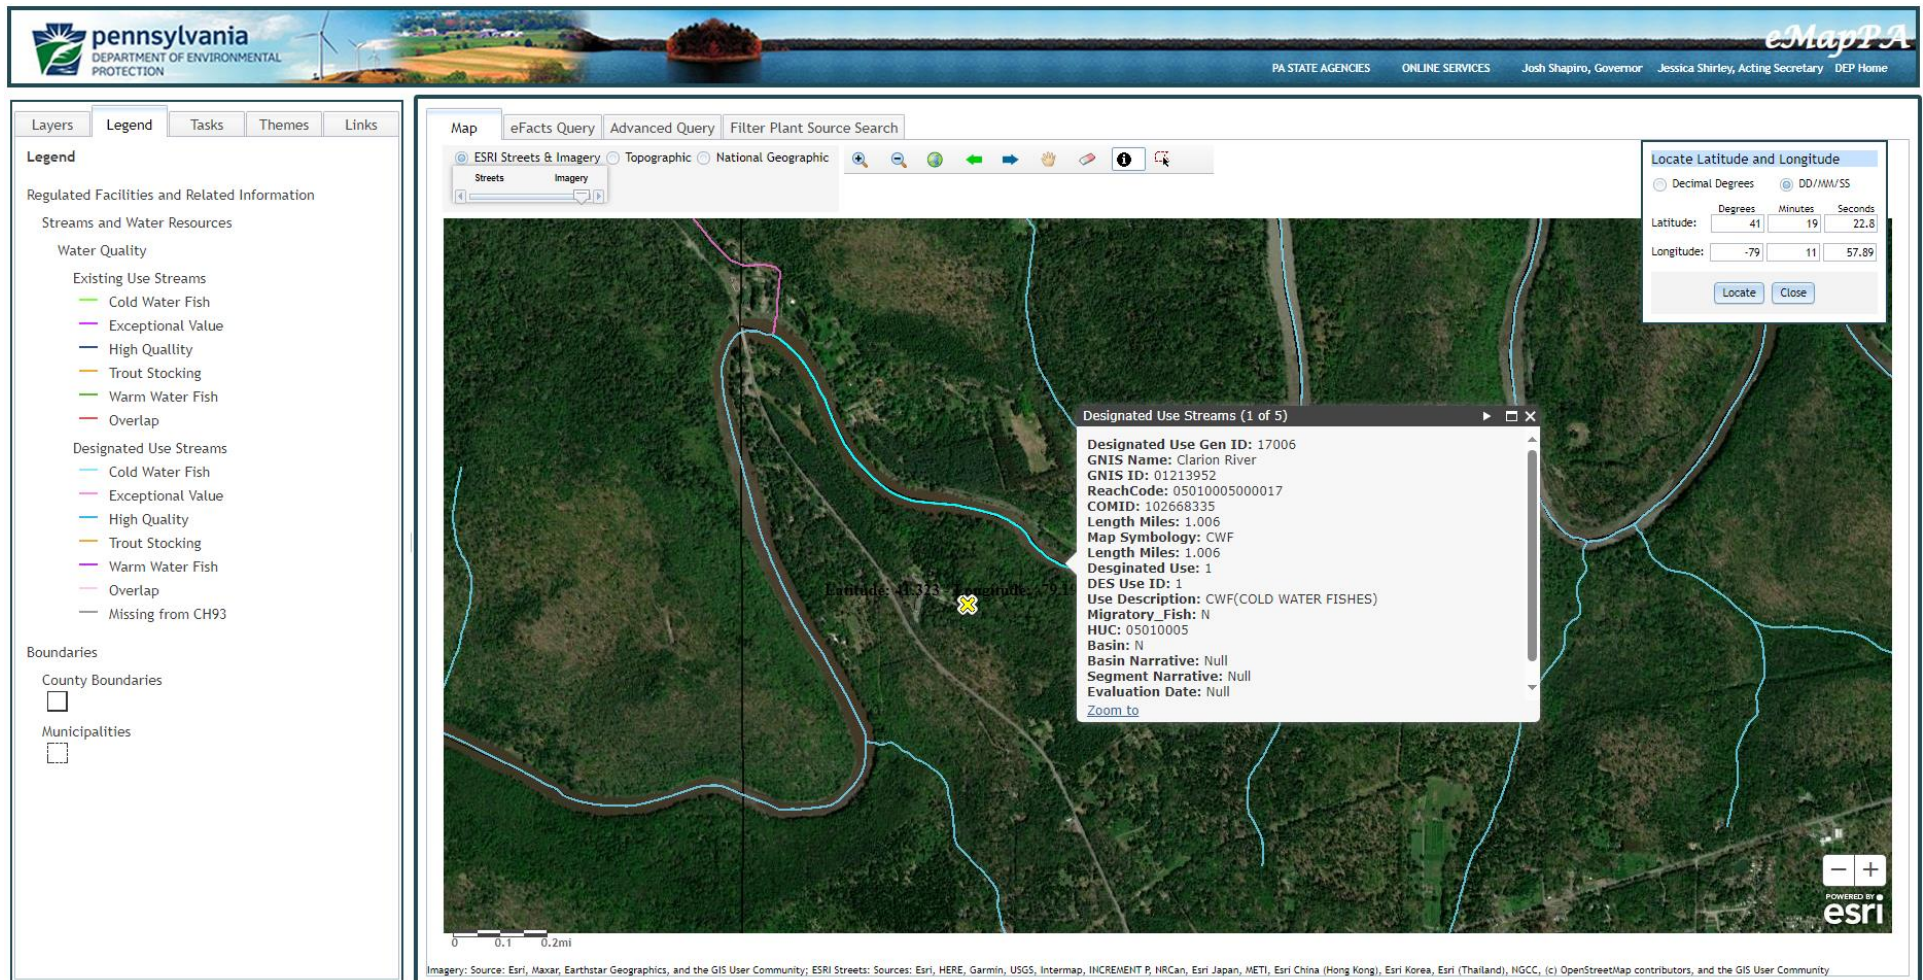 pennsylvania
DEPARTMENT OF ENVIRONMENTAL
PROTECTION
eMapPA
PA STATE AGENCIES ONLINE SERVICES Josh Shapiro, Governor Jessica Shirley, Acting Secretary DEP Home
Layers Legend Tasks Themes Links
Legend
Regulated Facilities and Related Information
Streams and Water Resources
Water Quality
Existing Use Streams
Cold Water Fish
Exceptional Value
High Quallity
Trout Stocking
Warm Water Fish
Overlap
Designated Use Streams
Cold Water Fish
Exceptional Value
High Quality
Trout Stocking
Warm Water Fish
Overlap
Missing from CH93
Boundaries
County Boundaries
Municipalities
Map eFacts Query Advanced Query Filter Plant Source Search
ESRI Streets & Imagery Topographic National Geographic
Streets Imagery
Locate Latitude and Longitude
Decimal Degrees DD/MM/SS
Degrees Minutes Seconds
Latitude: 41 19 22.8
Longitude: -79 11 57.89
Locate Close
Designated Use Streams (1 of 5)
Designated Use Gen ID: 17006
GNIS Name: Clarion River
GNIS ID: 01213952
ReachCode: 05010005000017
COMID: 102668335
Length Miles: 1.006
Map Symbology: CWF
Length Miles: 1.006
Desginated Use: 1
DES Use ID: 1
Use Description: CWF(COLD WATER FISHES)
Migratory_Fish: N
HUC: 05010005
Basin: N
Basin Narrative: Null
Segment Narrative: Null
Evaluation Date: Null
Zoom to
Latitude: 41.323
POWERED BY
esri
0 0.1 0.2mi
Imagery: Source: Esri, Maxar, Earthstar Geographics, and the GIS User Community; ESRI Streets: Sources: Esri, HERE, Garmin, USGS, Intermap, INCREMENT P, NRCan, Esri Japan, METI, Esri China (Hong Kong), Esri Korea, Esri (Thailand), NGCC, (c) OpenStreetMap contributors, and the GIS User Community